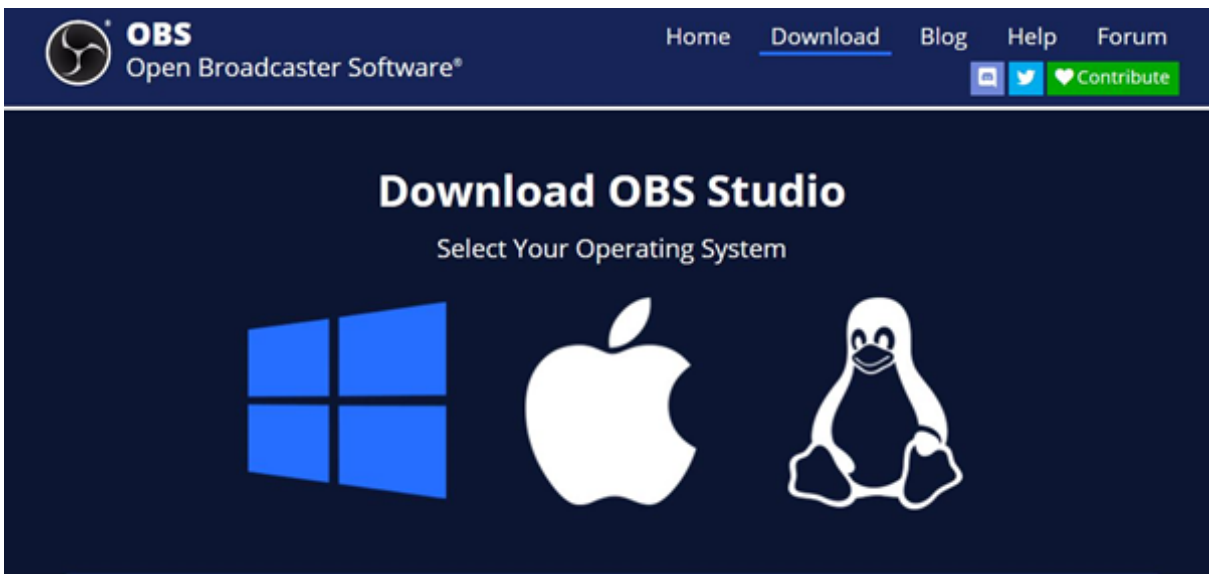 OBS
Open Broadcaster Software®
Home Download Blog Help Forum
Contribute
Download OBS Studio
Select Your Operating System